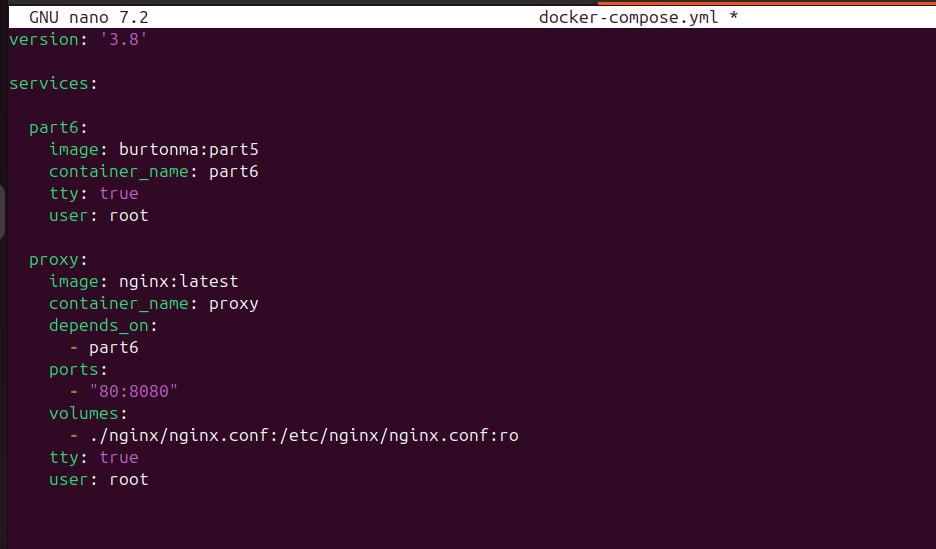 GNU nano 7.2 docker-compose.yml *
version: '3.8'
services:
part6:
image: burtonma:part5
container_name: part6
tty: true
user: root
proxy:
image: nginx:latest
container_name: proxy
depends_on:
- part6
ports:
- "80:8080"
volumes:
- ./nginx/nginx.conf:/etc/nginx/nginx.conf:ro
tty: true
user: root